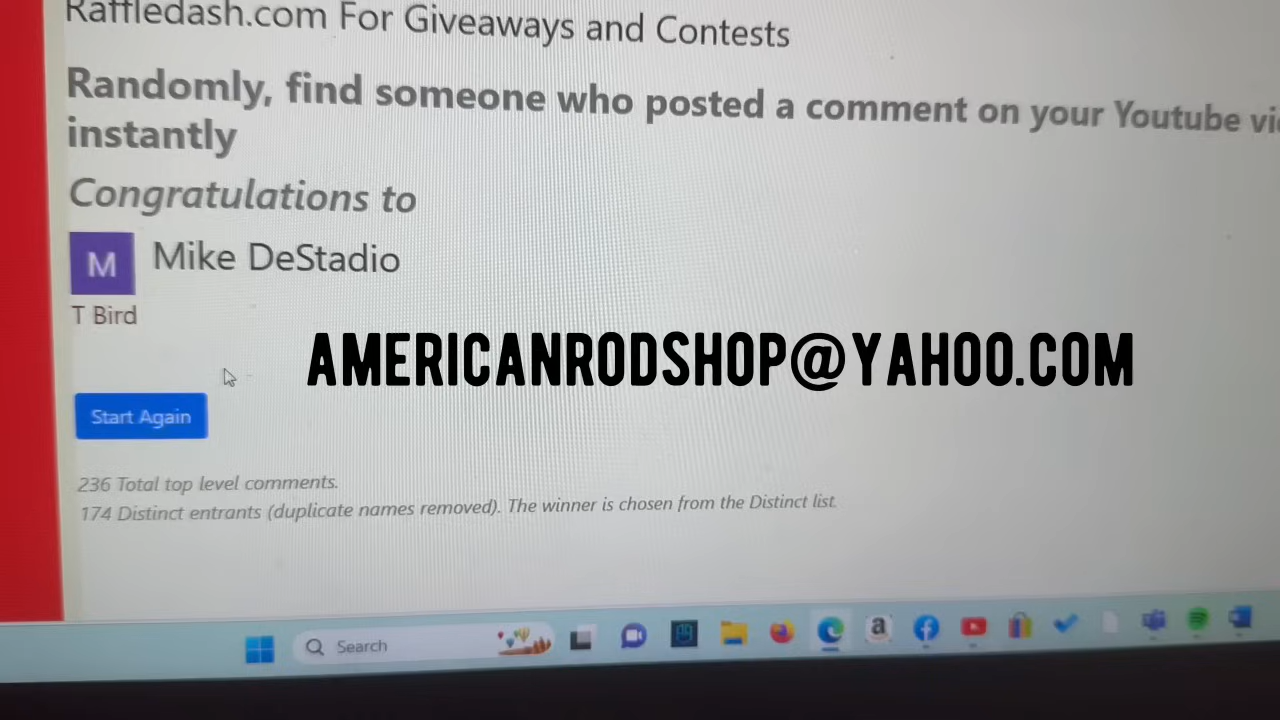 Raffledash.com For Giveaways and Contests
Randomly, find someone who posted a comment on your Youtube
instantly
Congratulations to
M
Mike DeStadio
T Bird
AMERICANRODSHOP@YAHOO.COM
Start Again
236 Total top level comments.
174 Distinct entrants (duplicate names removed). The winner is chosen from the Distinct list.
Search